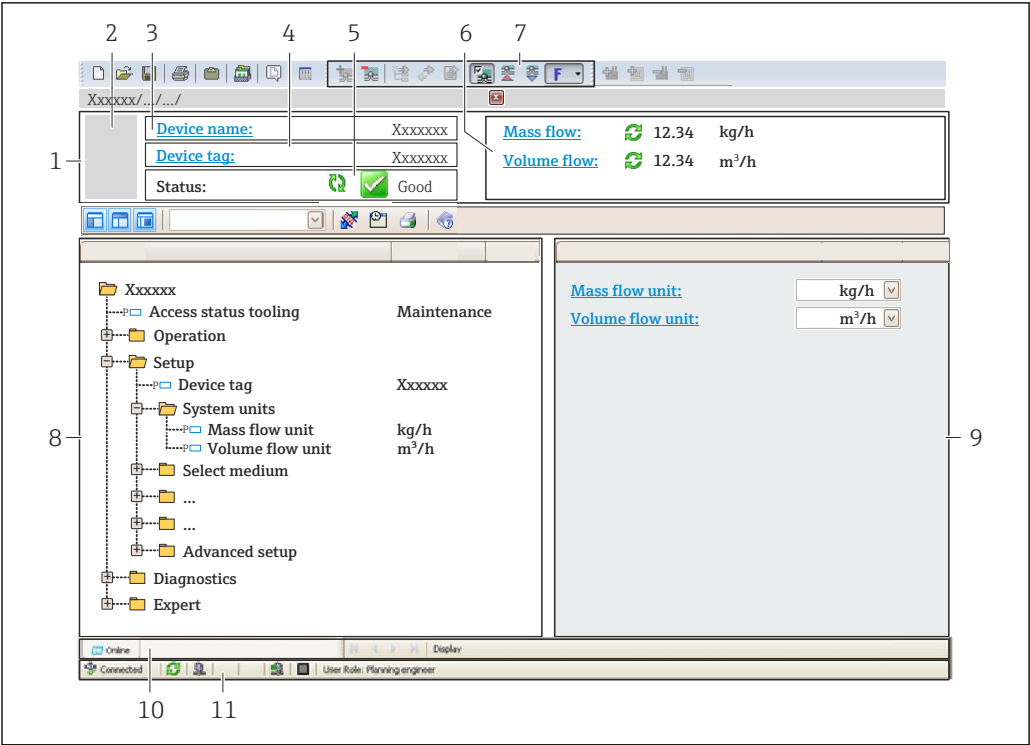 2 3 4 5 6 7
F
Xxxxxx/.../.../
1
Device name: Xxxxxxx
Device tag: Xxxxxxx
Status: Good
Mass flow: 12.34 kg/h
Volume flow: 12.34 m³/h
Xxxxxx
P Access status tooling Maintenance
Operation
Setup
P Device tag Xxxxxx
System units
P Mass flow unit kg/h
P Volume flow unit m³/h
Select medium
...
...
Advanced setup
Diagnostics
Expert
8
Mass flow unit: kg/h
Volume flow unit: m³/h
9
Online Display
Connected User Role: Planning engineer
10 11